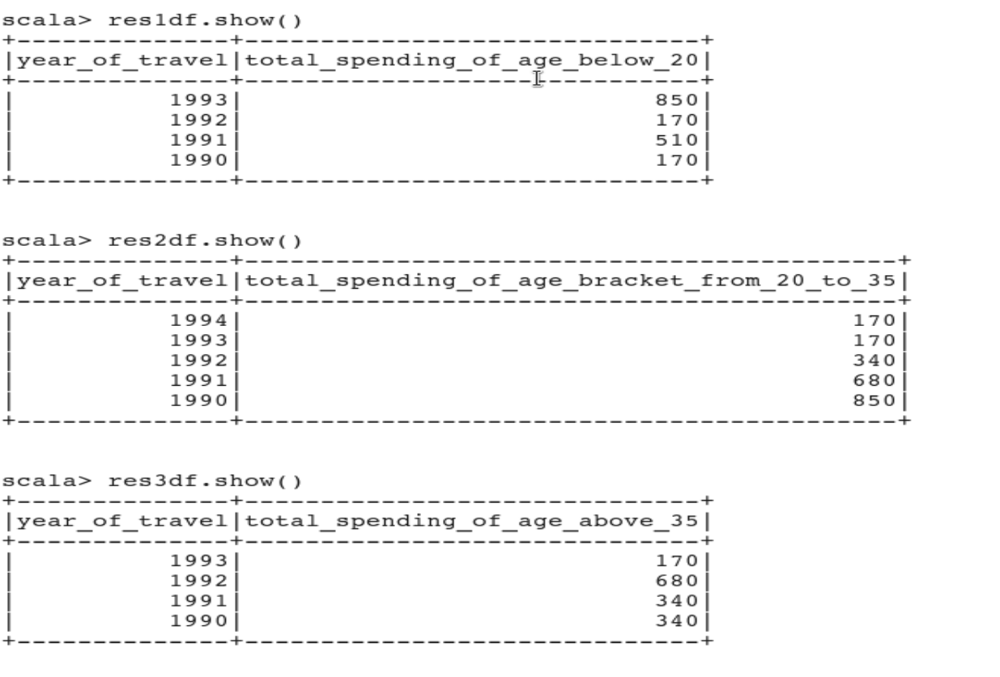 scala> res1df.show()
+--------------+------------------------------+
|year_of_travel|total_spending_of_age_below_20|
+--------------+------------------------------+
|          1993|                           850|
|          1992|                           170|
|          1991|                           510|
|          1990|                           170|
+--------------+------------------------------+
scala> res2df.show()
+--------------+-------------------------------------------+
|year_of_travel|total_spending_of_age_bracket_from_20_to_35|
+--------------+-------------------------------------------+
|          1994|                                        170|
|          1993|                                        170|
|          1992|                                        340|
|          1991|                                        680|
|          1990|                                        850|
+--------------+-------------------------------------------+
scala> res3df.show()
+--------------+------------------------------+
|year_of_travel|total_spending_of_age_above_35|
+--------------+------------------------------+
|          1993|                           170|
|          1992|                           680|
|          1991|                           340|
|          1990|                           340|
+--------------+------------------------------+